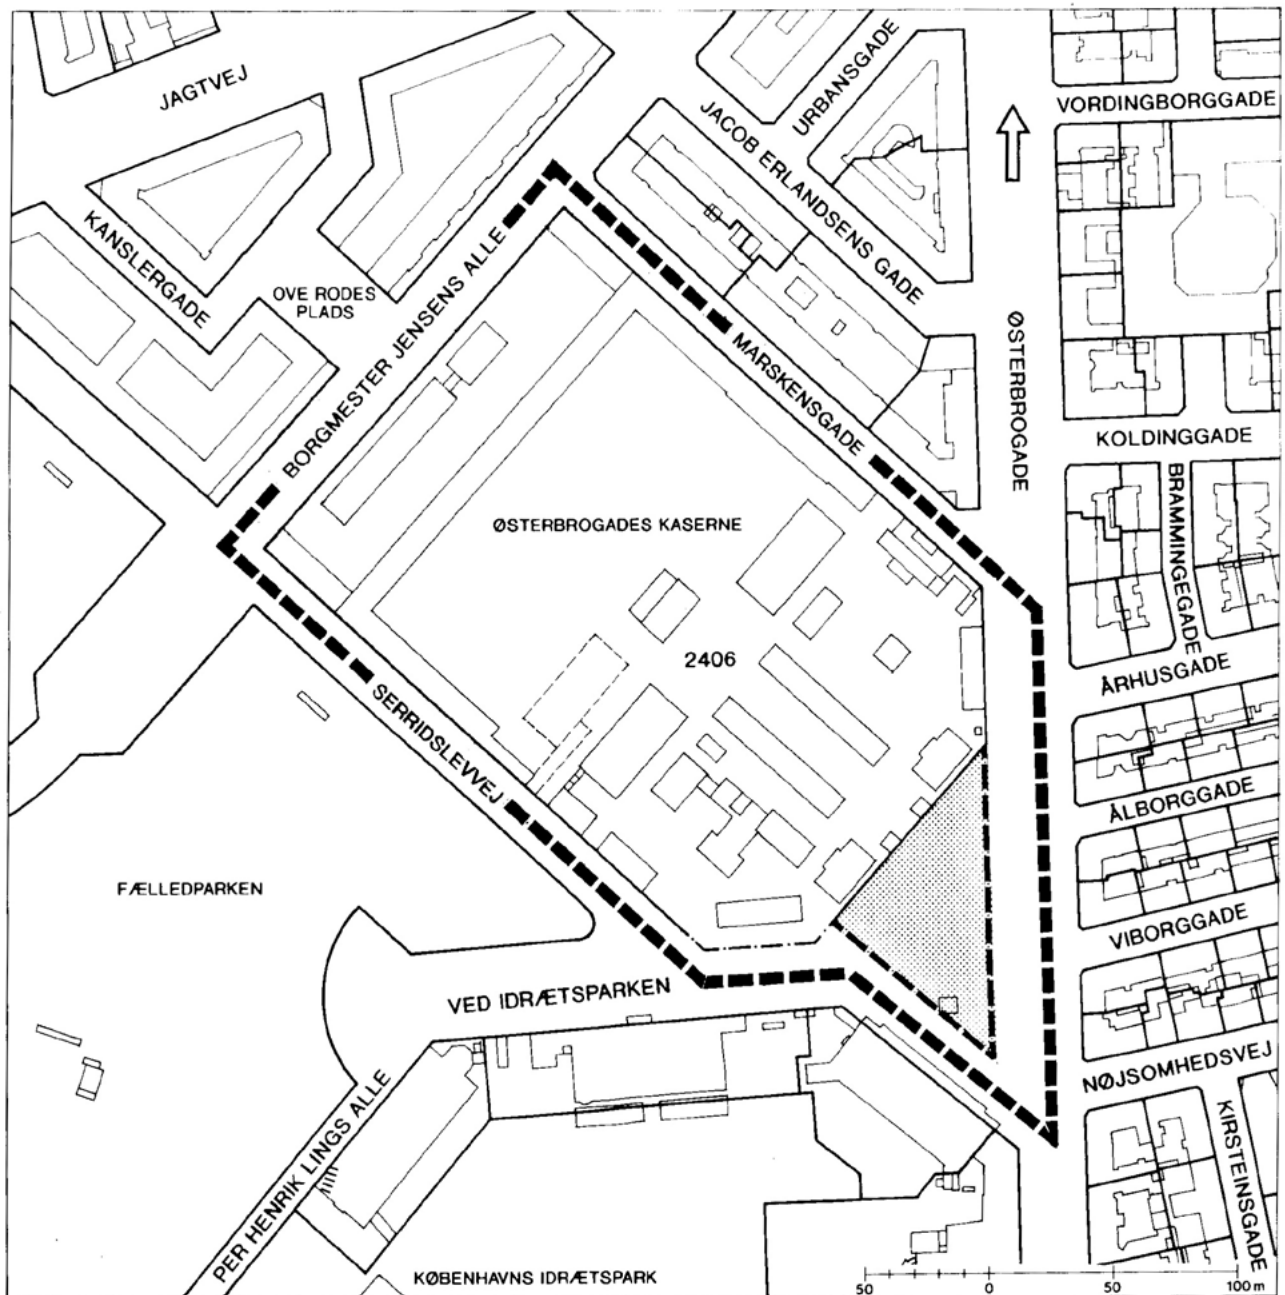 JAGTVEJ
URBANSGADE
VORDINGBORGGADE
JACOB ERLANDSENS GADE
KANSLERGADE
OVE RODES
PLADS
BORGMESTER JENSENS ALLE
MARSKENSGADE
ØSTERBROGADE
KOLDINGGADE
BRAMMINGEGADE
ØSTERBROGADES KASERNE
2406
ÅRHUSGADE
SERRIDSLEVVEJ
ÅLBORGGADE
FÆLLEDPARKEN
VIBORGGADE
VED IDRÆTSPARKEN
NØJSOMHEDSVEJ
KIRSTEINSGADE
PER HENRIK LINGS ALLE
KØBENHAVNS IDRÆTSPARK
50 0 50 100 m